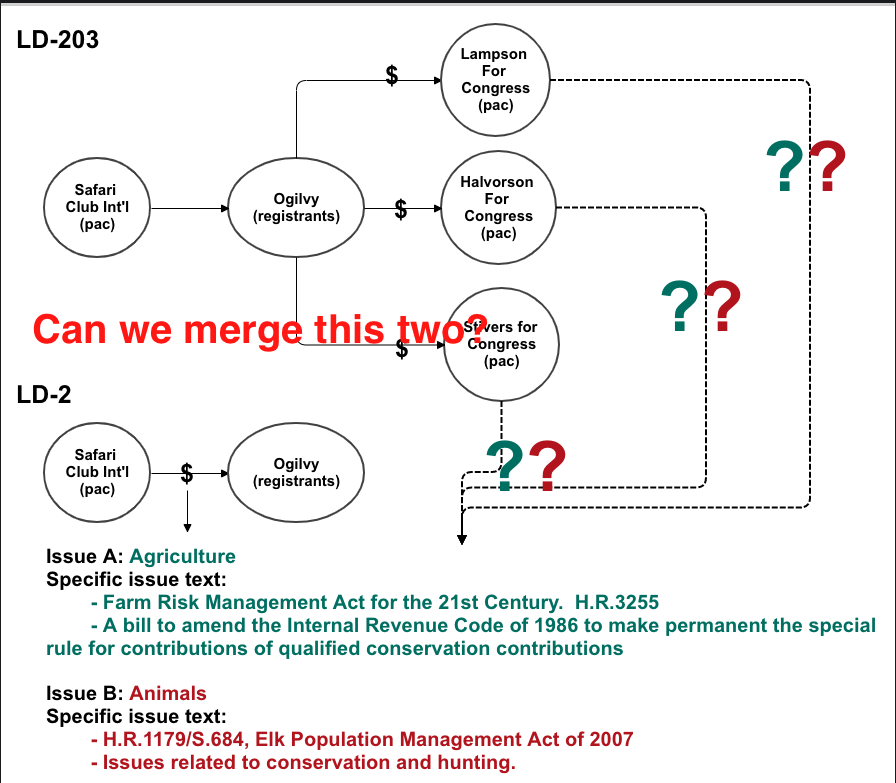 LD-203
Lampson
For
Congress
(pac)
$
??
Safari
Club Int'l
(pac)
Ogilvy
(registrants)
$
Halvorson
For
Congress
(pac)
??
Can we merge this two?
$
Stivers for
Congress
(pac)
LD-2
Safari
Club Int'l
(pac)
$
Ogilvy
(registrants)
??
Issue A: Agriculture
Specific issue text:
- Farm Risk Management Act for the 21st Century.  H.R.3255
- A bill to amend the Internal Revenue Code of 1986 to make permanent the special
rule for contributions of qualified conservation contributions
Issue B: Animals
Specific issue text:
- H.R.1179/S.684, Elk Population Management Act of 2007
- Issues related to conservation and hunting.